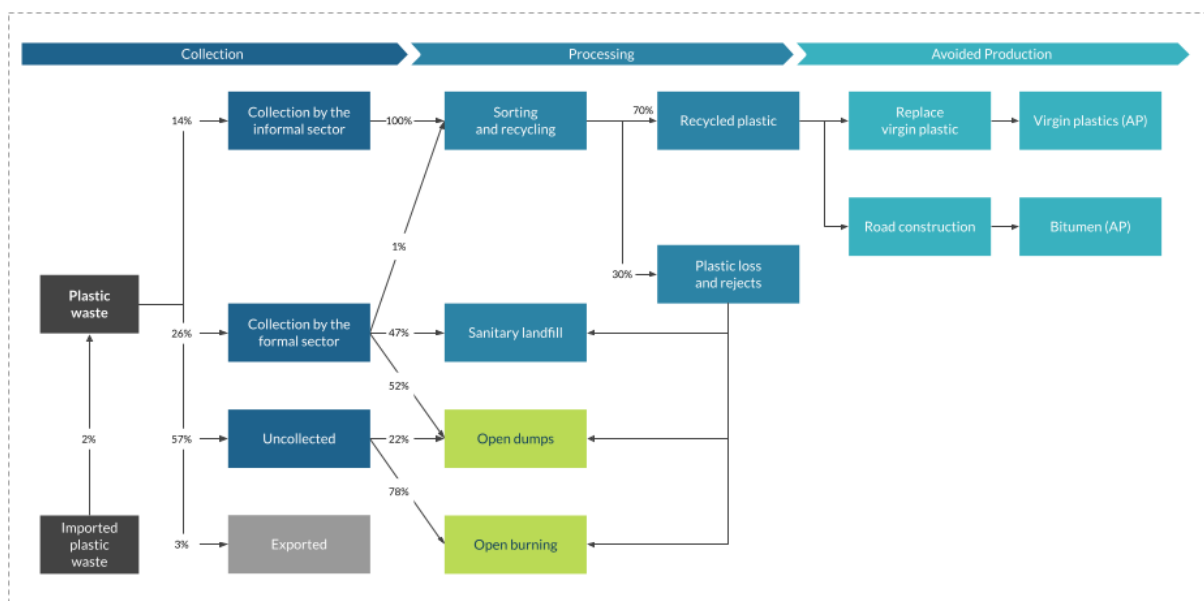 Collection
Processing
Avoided Production
14%
Collection by the
informal sector
100%
Sorting
and recycling
70%
Recycled plastic
Replace
virgin plastic
Virgin plastics (AP)
Road construction
Bitumen (AP)
1%
30%
Plastic loss
and rejects
Plastic
waste
26%
Collection by the
formal sector
47%
Sanitary landfill
52%
2%
57%
Uncollected
22%
Open dumps
78%
Imported
plastic
waste
3%
Exported
Open burning